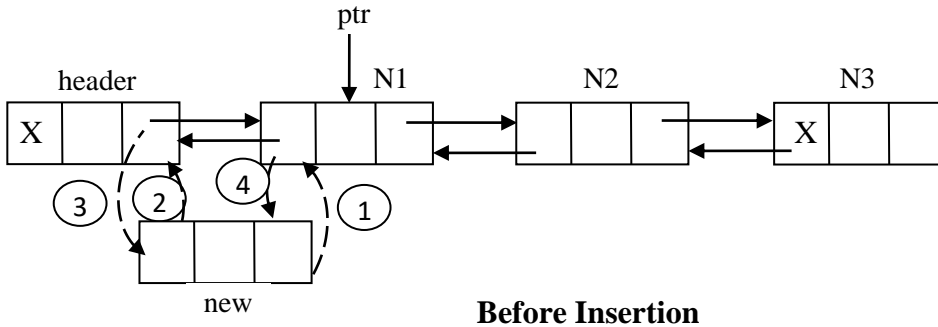 ptr
header
N1
N2
N3
X
X
3
2
4
1
new
Before Insertion